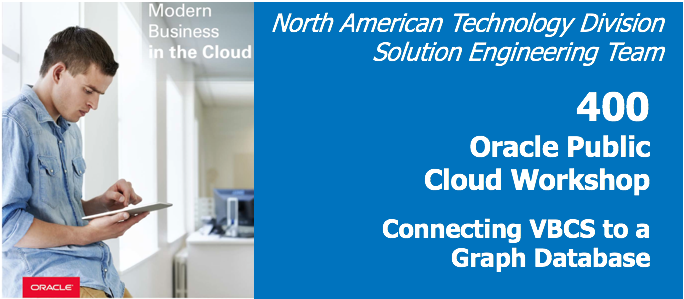 Modern
Business
in the Cloud
ORACLE
North American Technology Division
Solution Engineering Team
400
Oracle Public
Cloud Workshop
Connecting VBCS to a
Graph Database